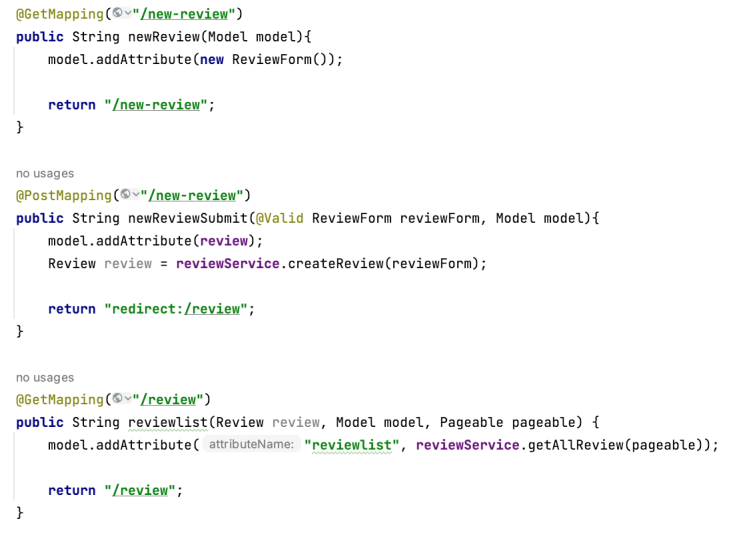 @GetMapping("/new-review")
public String newReview(Model model){
    model.addAttribute(new ReviewForm());
    return "/new-review";
}
no usages
@PostMapping("/new-review")
public String newReviewSubmit(@Valid ReviewForm reviewForm, Model model){
    model.addAttribute(review);
    Review review = reviewService.createReview(reviewForm);
    return "redirect:/review";
}
no usages
@GetMapping("/review")
public String reviewlist(Review review, Model model, Pageable pageable) {
    model.addAttribute( attributeName: "reviewlist", reviewService.getAllReview(pageable));
    return "/review";
}